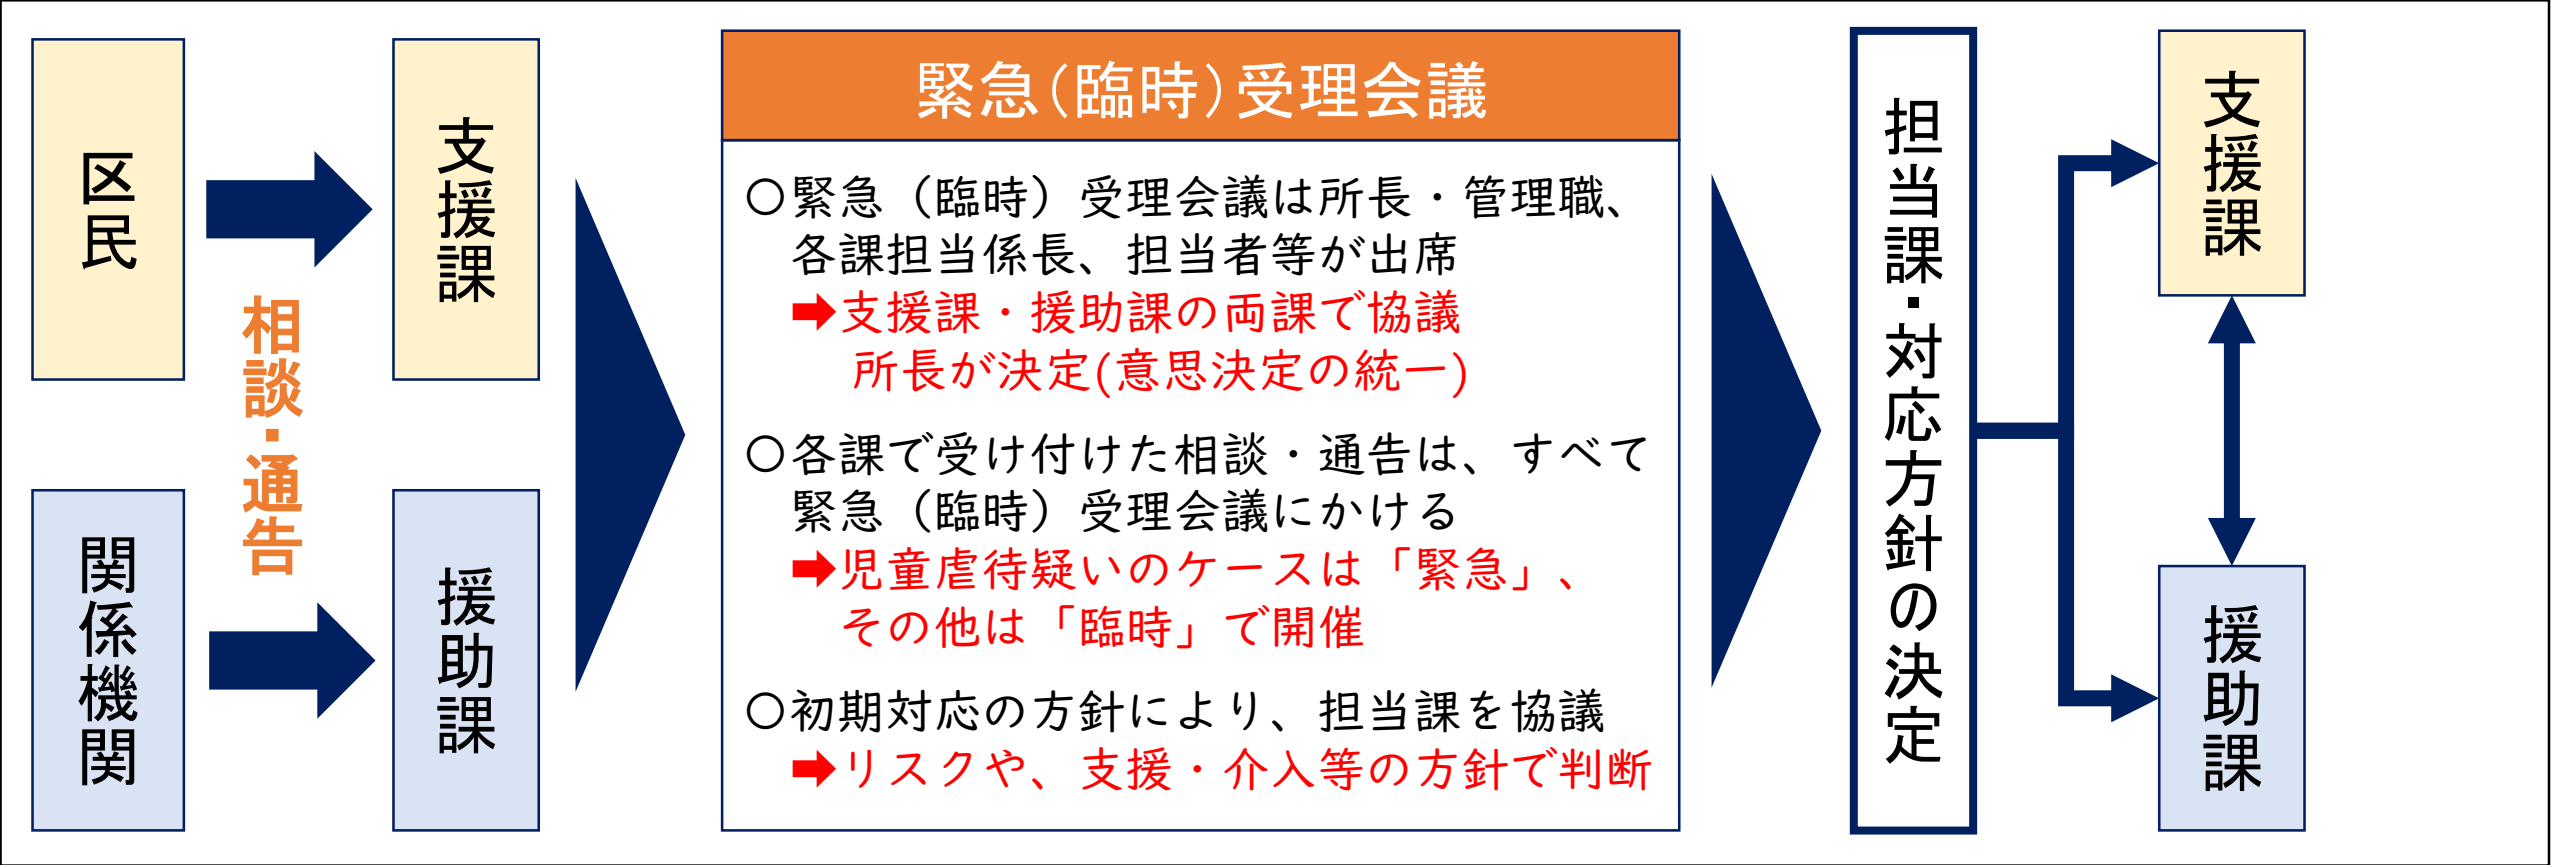 区民
関係機関
相談・通告
支援課
援助課
緊急(臨時)受理会議
〇緊急（臨時）受理会議は所長・管理職、
各課担当係長、担当者等が出席
➡支援課・援助課の両課で協議
所長が決定(意思決定の統一)
〇各課で受け付けた相談・通告は、すべて
緊急（臨時）受理会議にかける
➡児童虐待疑いのケースは「緊急」、
その他は「臨時」で開催
〇初期対応の方針により、担当課を協議
➡リスクや、支援・介入等の方針で判断
担当課・対応方針の決定
支援課
援助課